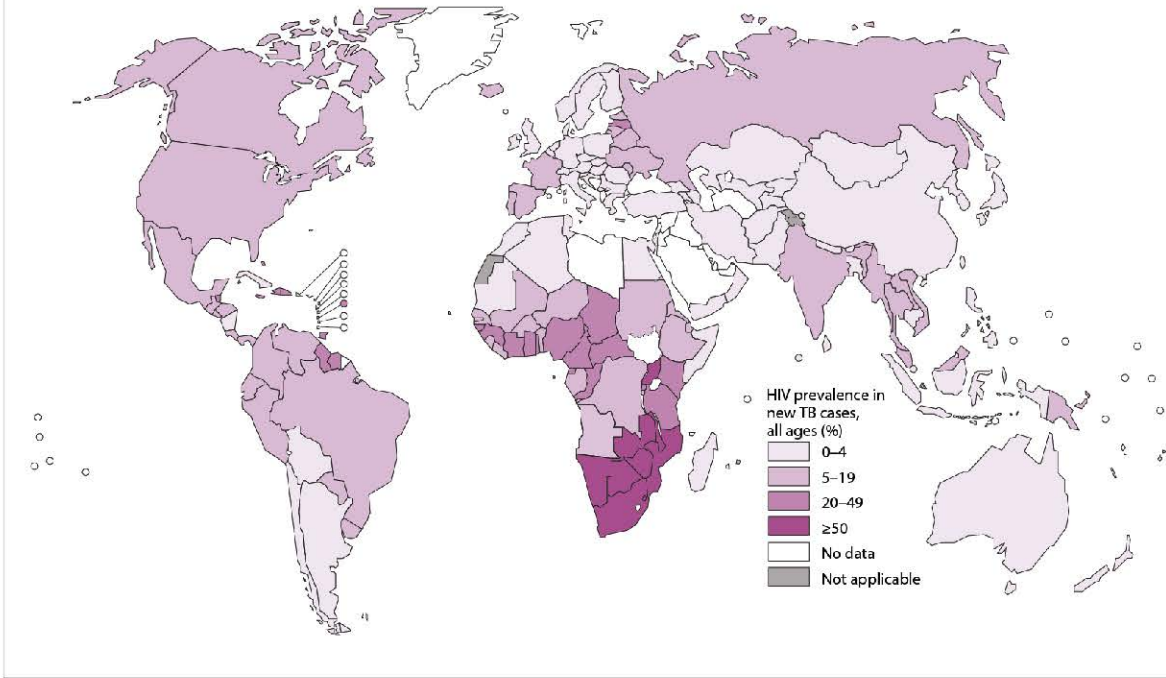 HIV prevalence in
new TB cases,
all ages (%)
0–4
5–19
20–49
≥50
No data
Not applicable